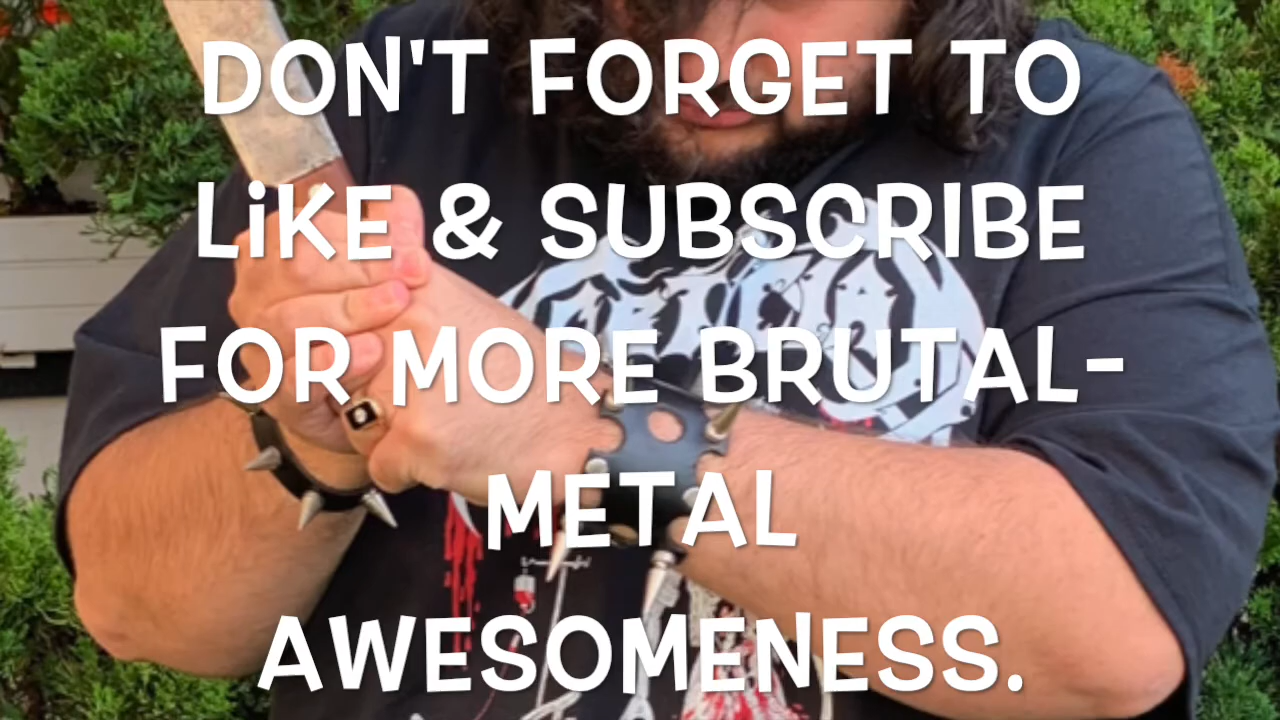 DON'T FORGET TO
LiKE & SUBSCRIBE
FOR MORE BRUTAL-
METAL
AWESOMENESS.